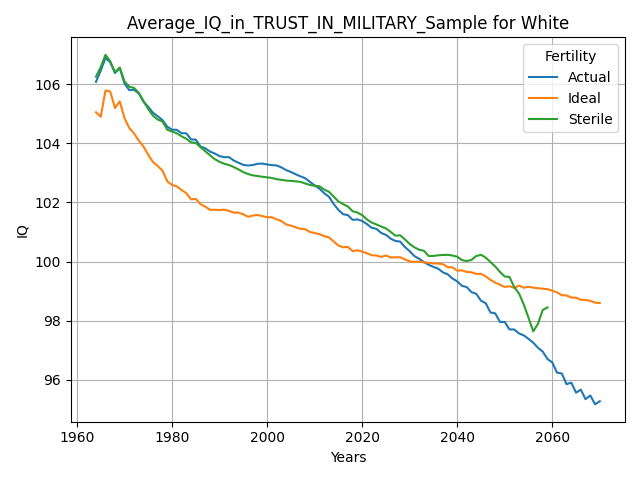 Average_IQ_in_TRUST_IN_MILITARY_Sample for White
Fertility
Actual
Ideal
Sterile
106
104
102
100
98
96
IQ
1960
1980
2000
2020
2040
2060
Years